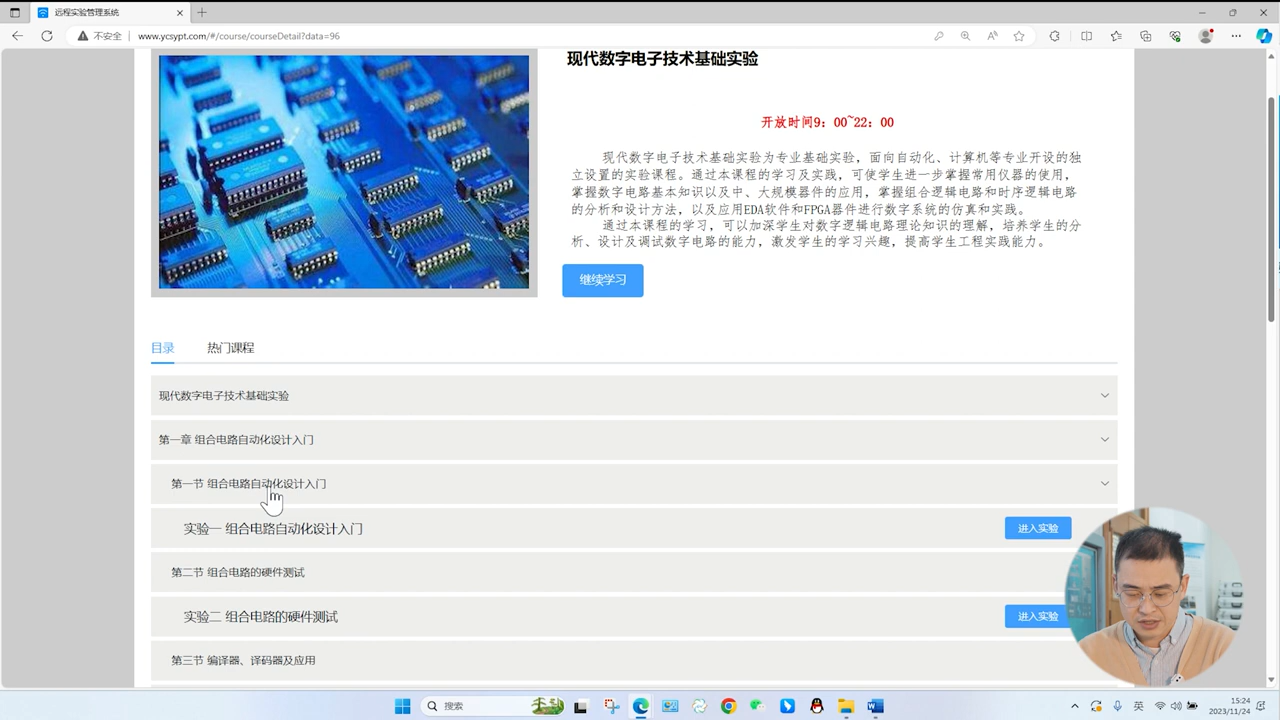 远程实验管理系统
不安全
www.ycsypt.com/#/course/courseDetail?data=96
现代数字电子技术基础实验
开放时间9：00~22：00
现代数字电子技术基础实验为专业基础实验，面向自动化、计算机等专业开设的独
立设置的实验课程。通过本课程的学习及实践，可使学生进一步掌握常用仪器的使用，
掌握数字电路基本知识以及中、大规模器件的应用，掌握组合逻辑电路和时序逻辑电路
的分析和设计方法，以及应用EDA软件和FPGA器件进行数字系统的仿真和实践。
通过本课程的学习，可以加深学生对数字逻辑电路理论知识的理解，培养学生的分
析、设计及调试数字电路的能力，激发学生的学习兴趣，提高学生工程实践能力。
继续学习
目录
热门课程
现代数字电子技术基础实验
第一章 组合电路自动化设计入门
第一节 组合电路自动化设计入门
实验一 组合电路自动化设计入门
进入实验
第二节 组合电路的硬件测试
实验二 组合电路的硬件测试
进入实验
第三节 编译器、译码器及应用
搜索
英
15:24
2023/11/24